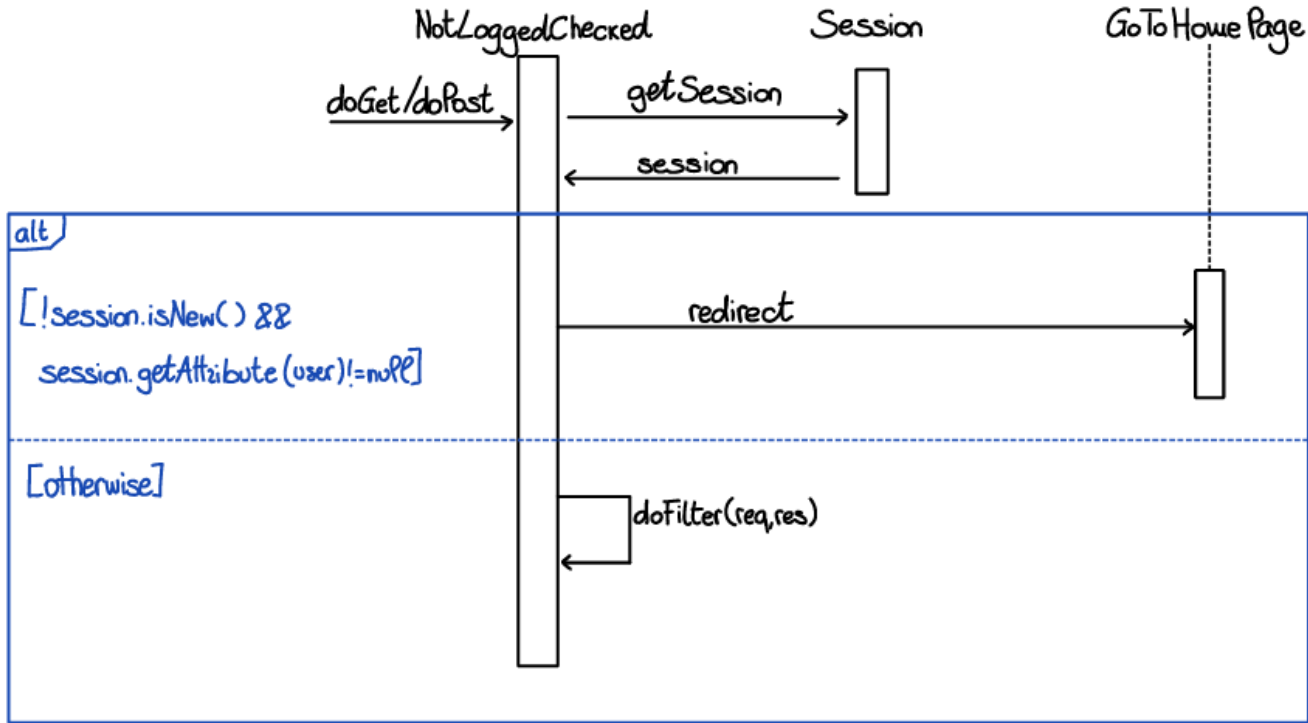 NotLoggedChecked
Session
GoToHomePage
doGet/doPost
getSession
session
alt
[!session.isNew() &&
session.getAttribute(user)!=null]
redirect
[otherwise]
doFilter(req,res)